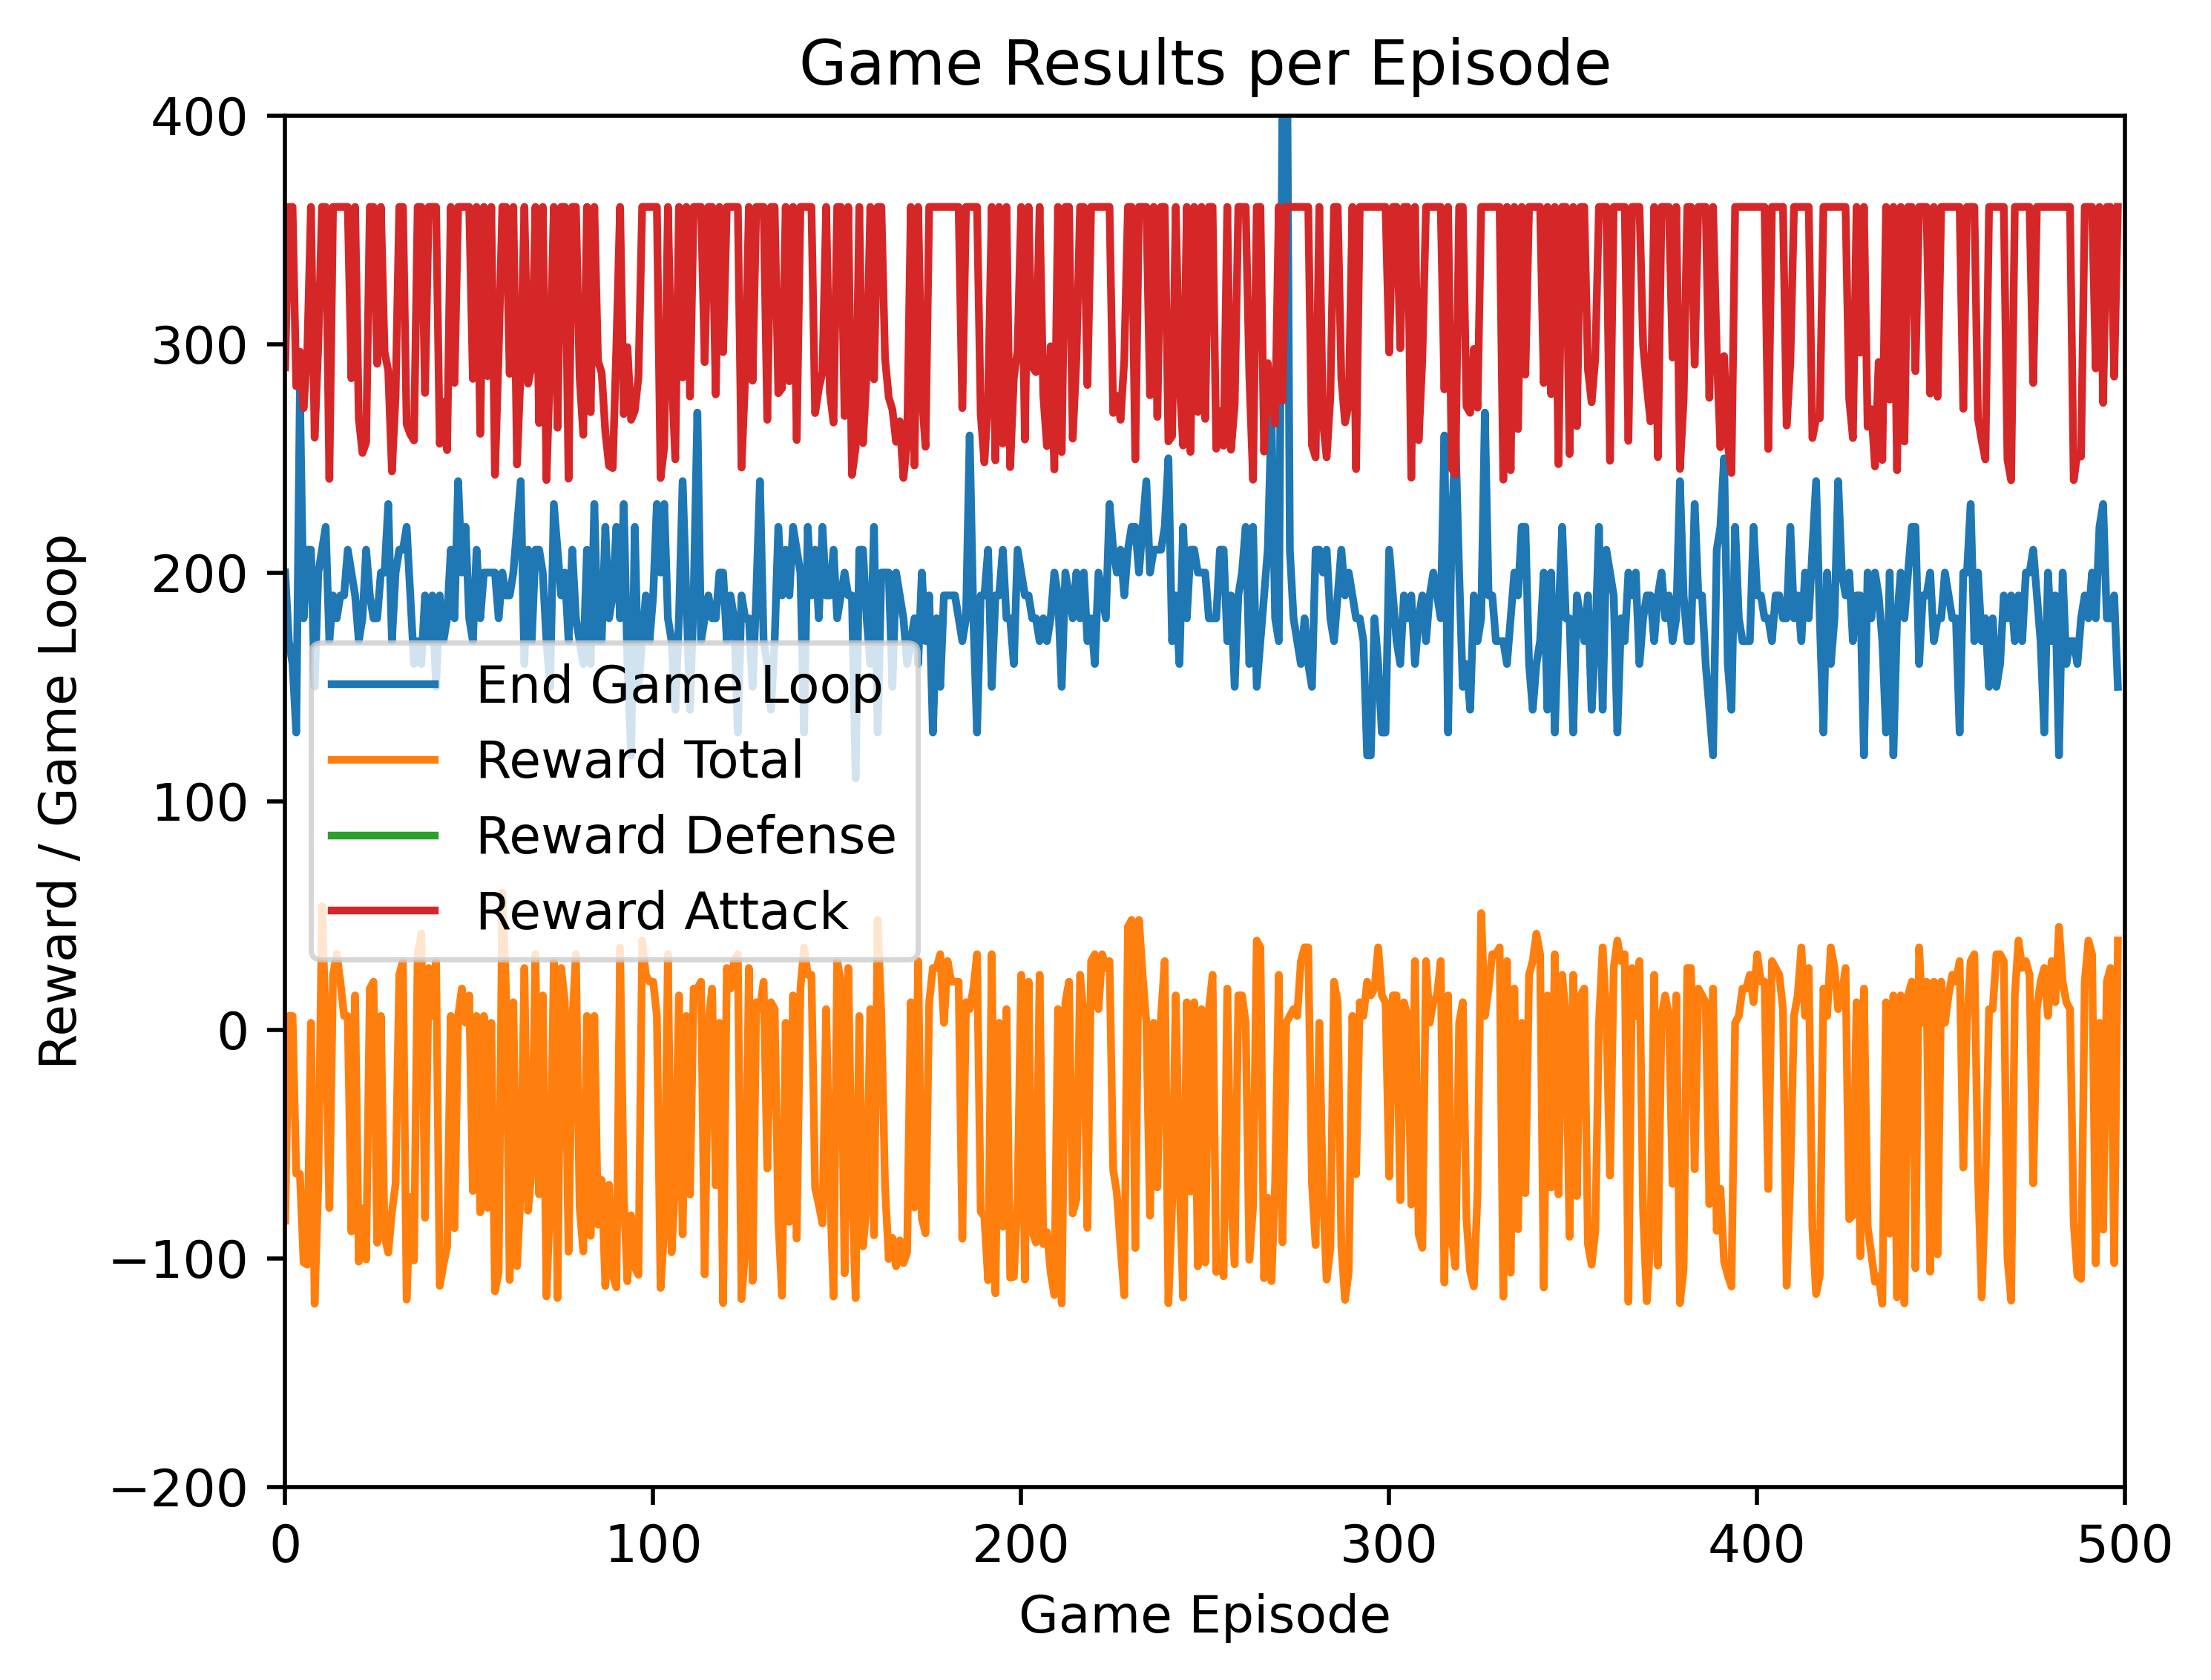 Game Results per Episode
400
300
200
100
0
−100
−200
Reward / Game Loop
End Game Loop
Reward Total
Reward Defense
Reward Attack
0 100 200 300 400 500
Game Episode